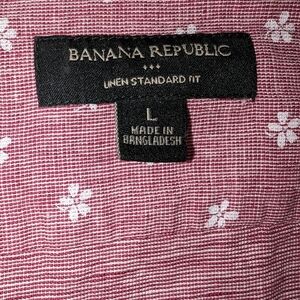 BANANA REPUBLIC
LINEN STANDARD FIT
L
MADE IN
BANGLADESH